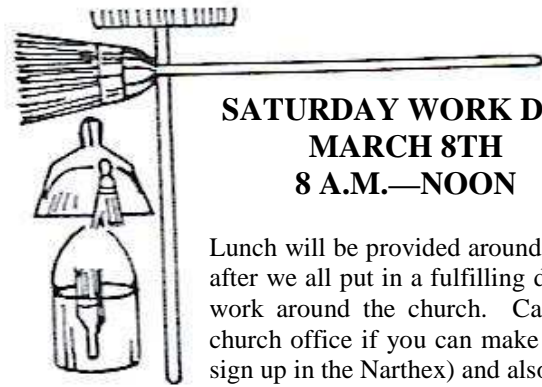 SATURDAY WORK D
MARCH 8TH
8 A.M.—NOON
Lunch will be provided around
after we all put in a fulfilling d
work around the church. Ca
church office if you can make
sign up in the Narthex) and also